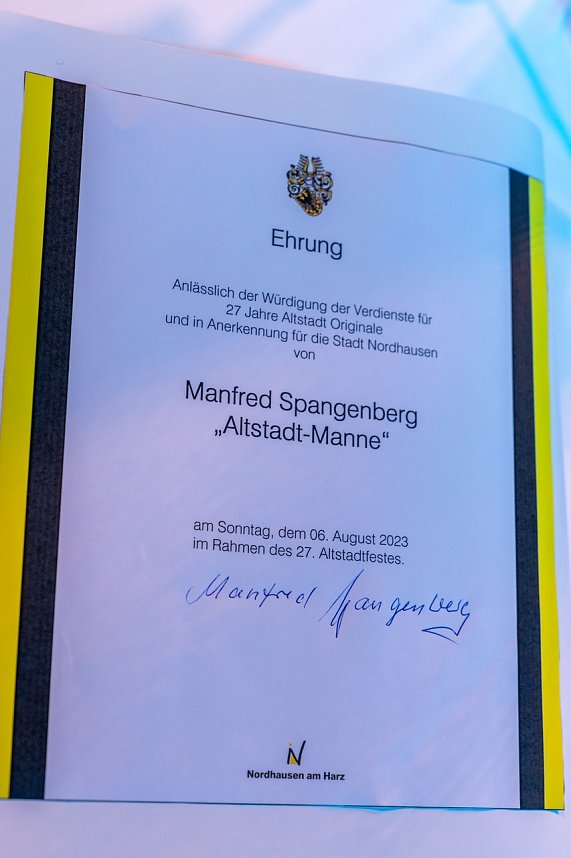 Ehrung
Anlässlich der Würdigung der Verdienste für
27 Jahre Altstadt Originale
und in Anerkennung für die Stadt Nordhausen
von
Manfred Spangenberg
„Altstadt-Manne“
am Sonntag, dem 06. August 2023
im Rahmen des 27. Altstadtfestes.
Manfred Spangenberg
Nordhausen am Harz